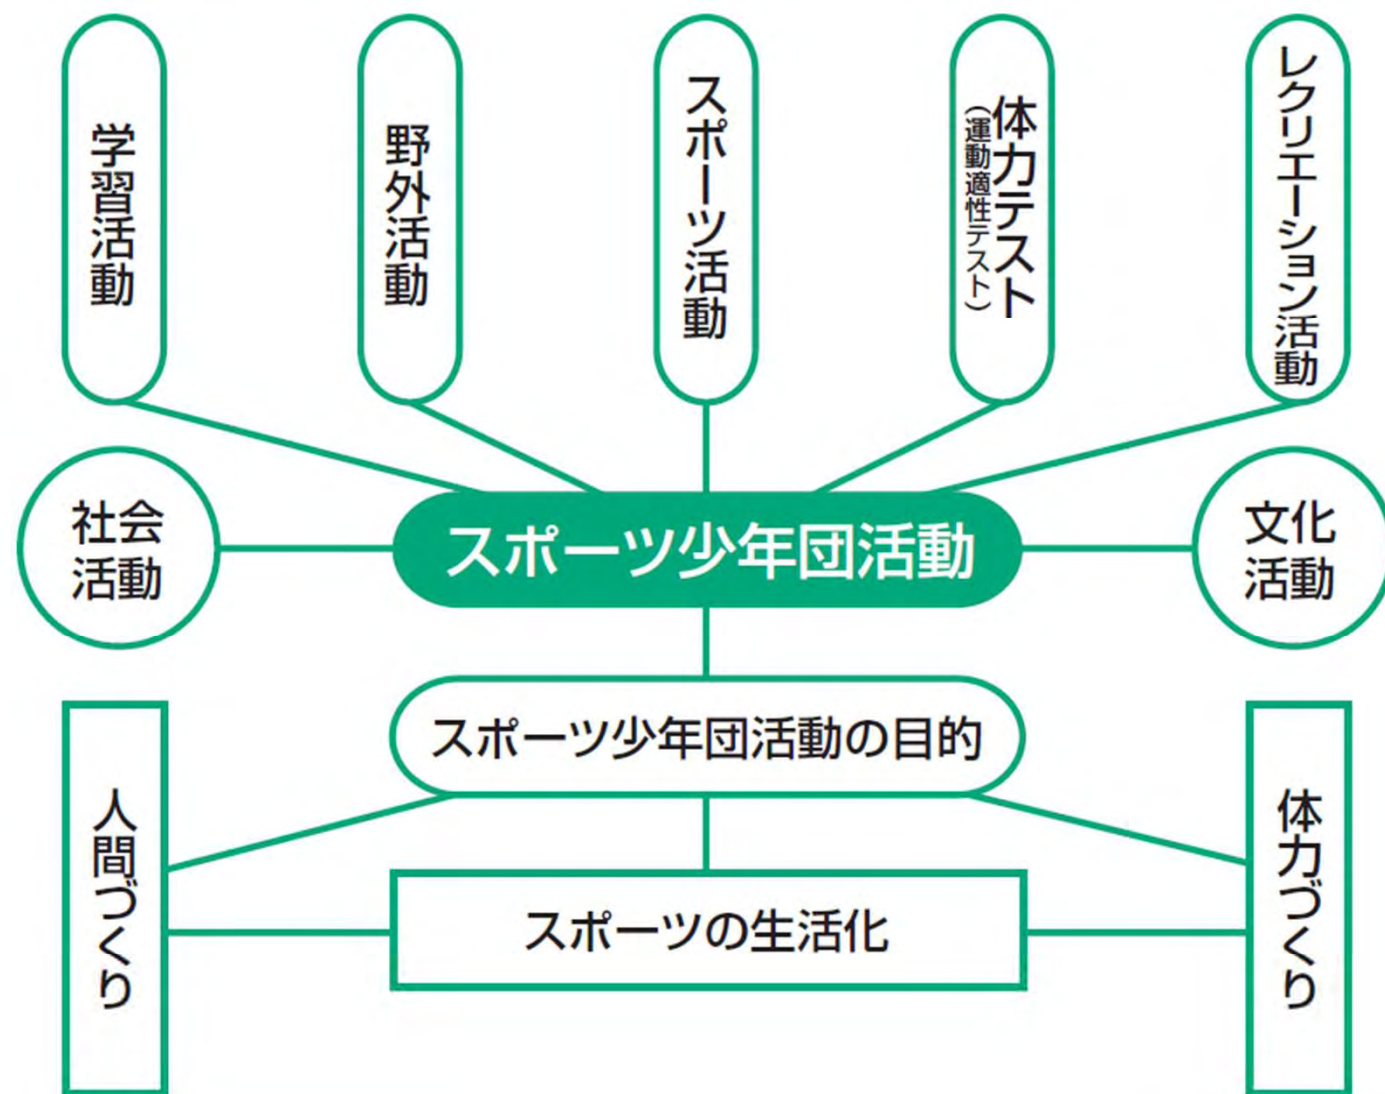 学習活動
野外活動
スポーツ活動
体力テスト
(運動適性テスト)
レクリエーション活動
社会
活動
スポーツ少年団活動
文化
活動
スポーツ少年団活動の目的
人間づくり
スポーツの生活化
体力づくり